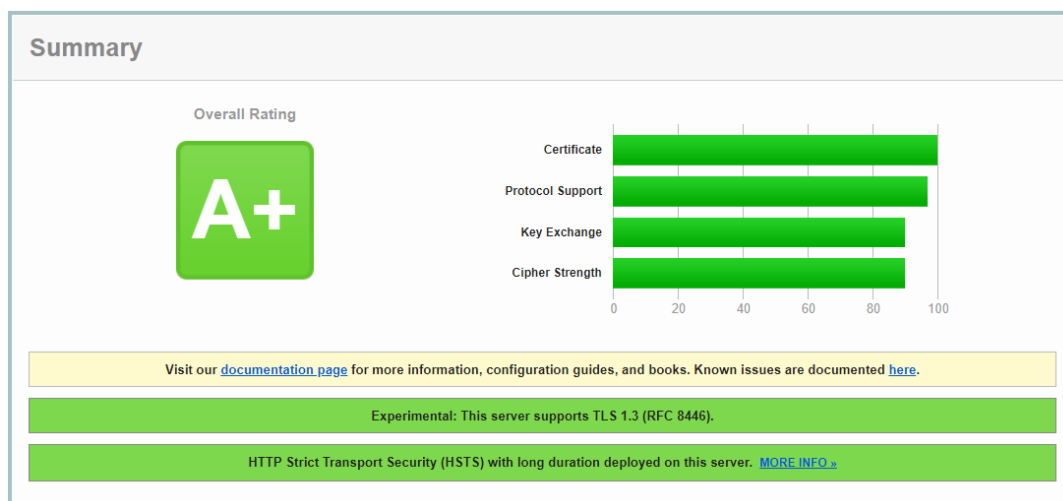 Summary
Overall Rating
A+
Certificate
Protocol Support
Key Exchange
Cipher Strength
0 20 40 60 80 100
Visit our documentation page for more information, configuration guides, and books. Known issues are documented here.
Experimental: This server supports TLS 1.3 (RFC 8446).
HTTP Strict Transport Security (HSTS) with long duration deployed on this server. MORE INFO »